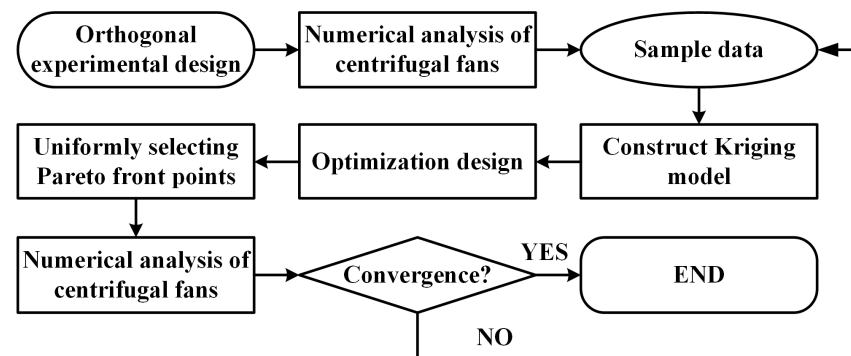 Orthogonal
experimental design
Numerical analysis of
centrifugal fans
Sample data
Uniformly selecting
Pareto front points
Optimization design
Construct Kriging
model
Numerical analysis of
centrifugal fans
Convergence?
YES
END
NO